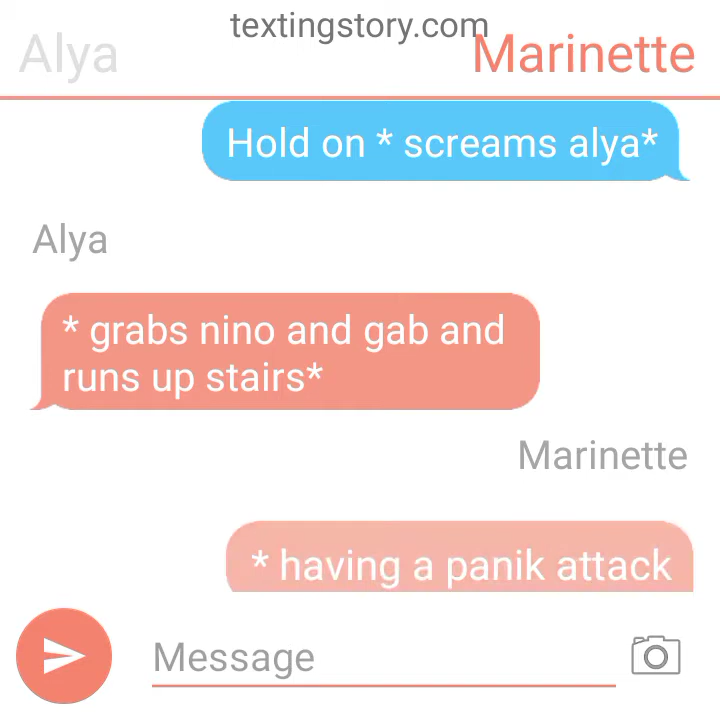 textingstory.com
Alya
Marinette
Hold on * screams alya*
Alya
* grabs nino and gab and
runs up stairs*
Marinette
* having a panik attack
Message